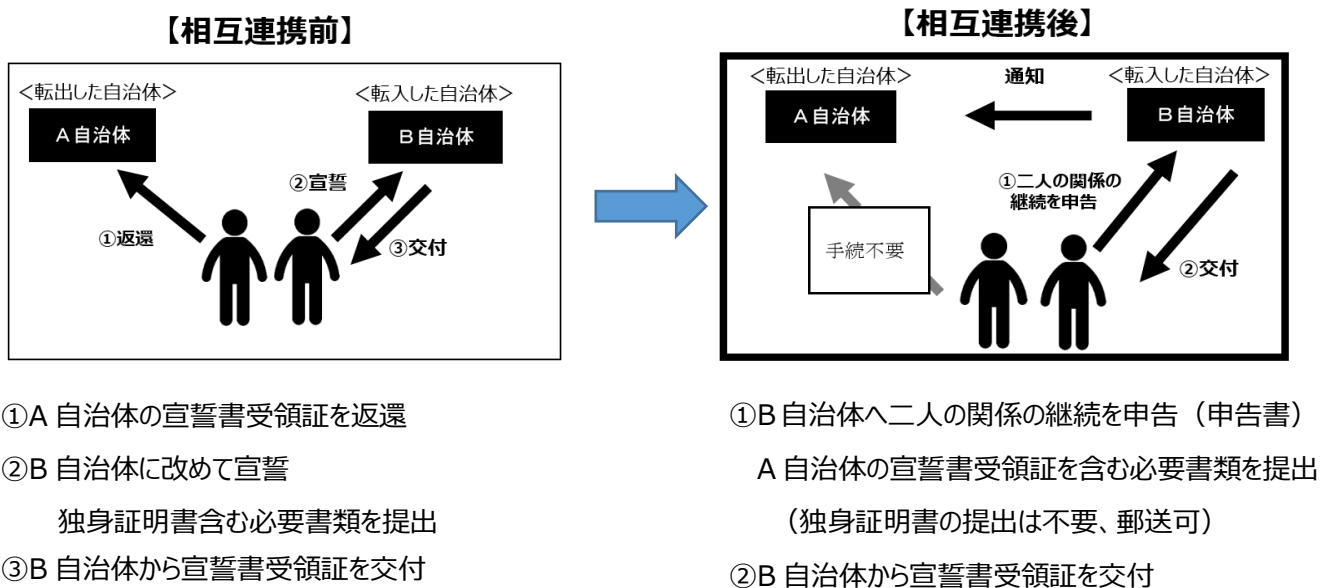 【相互連携前】
＜転出した自治体＞
＜転入した自治体＞
A自治体
B自治体
②宣誓
①返還
③交付
①A 自治体の宣誓書受領証を返還
②B 自治体に改めて宣誓
独身証明書含む必要書類を提出
③B 自治体から宣誓書受領証を交付
【相互連携後】
＜転出した自治体＞
通知
＜転入した自治体＞
A自治体
B自治体
①二人の関係の
継続を申告
手続不要
②交付
①B 自治体へ二人の関係の継続を申告（申告書）
A 自治体の宣誓書受領証を含む必要書類を提出
（独身証明書の提出は不要、郵送可）
②B 自治体から宣誓書受領証を交付